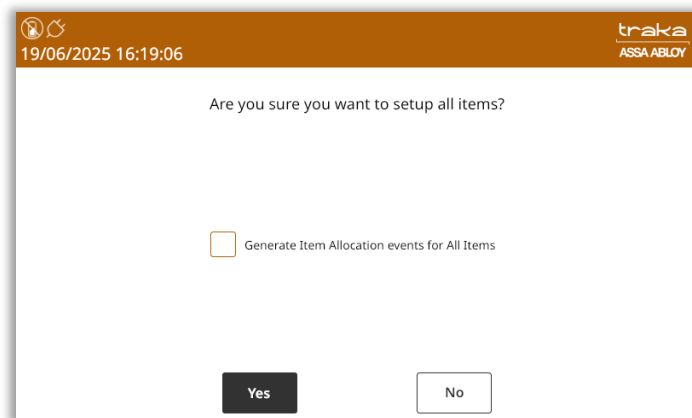 traka
19/06/2025 16:19:06
ASSA ABLOY
Are you sure you want to setup all items?
Generate Item Allocation events for All Items
Yes
No